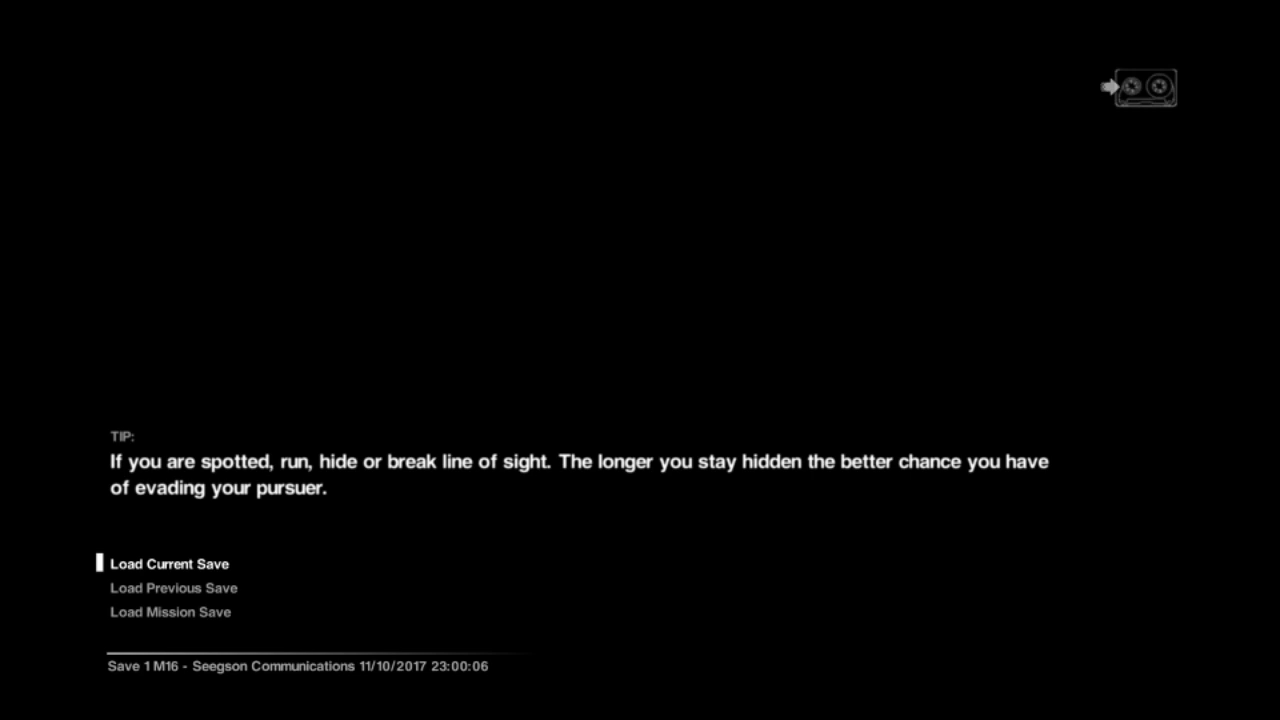 TIP:
If you are spotted, run, hide or break line of sight. The longer you stay hidden the better chance you have
of evading your pursuer.
Load Current Save
Load Previous Save
Load Mission Save
Save 1 M16 - Seegson Communications 11/10/2017 23:00:06